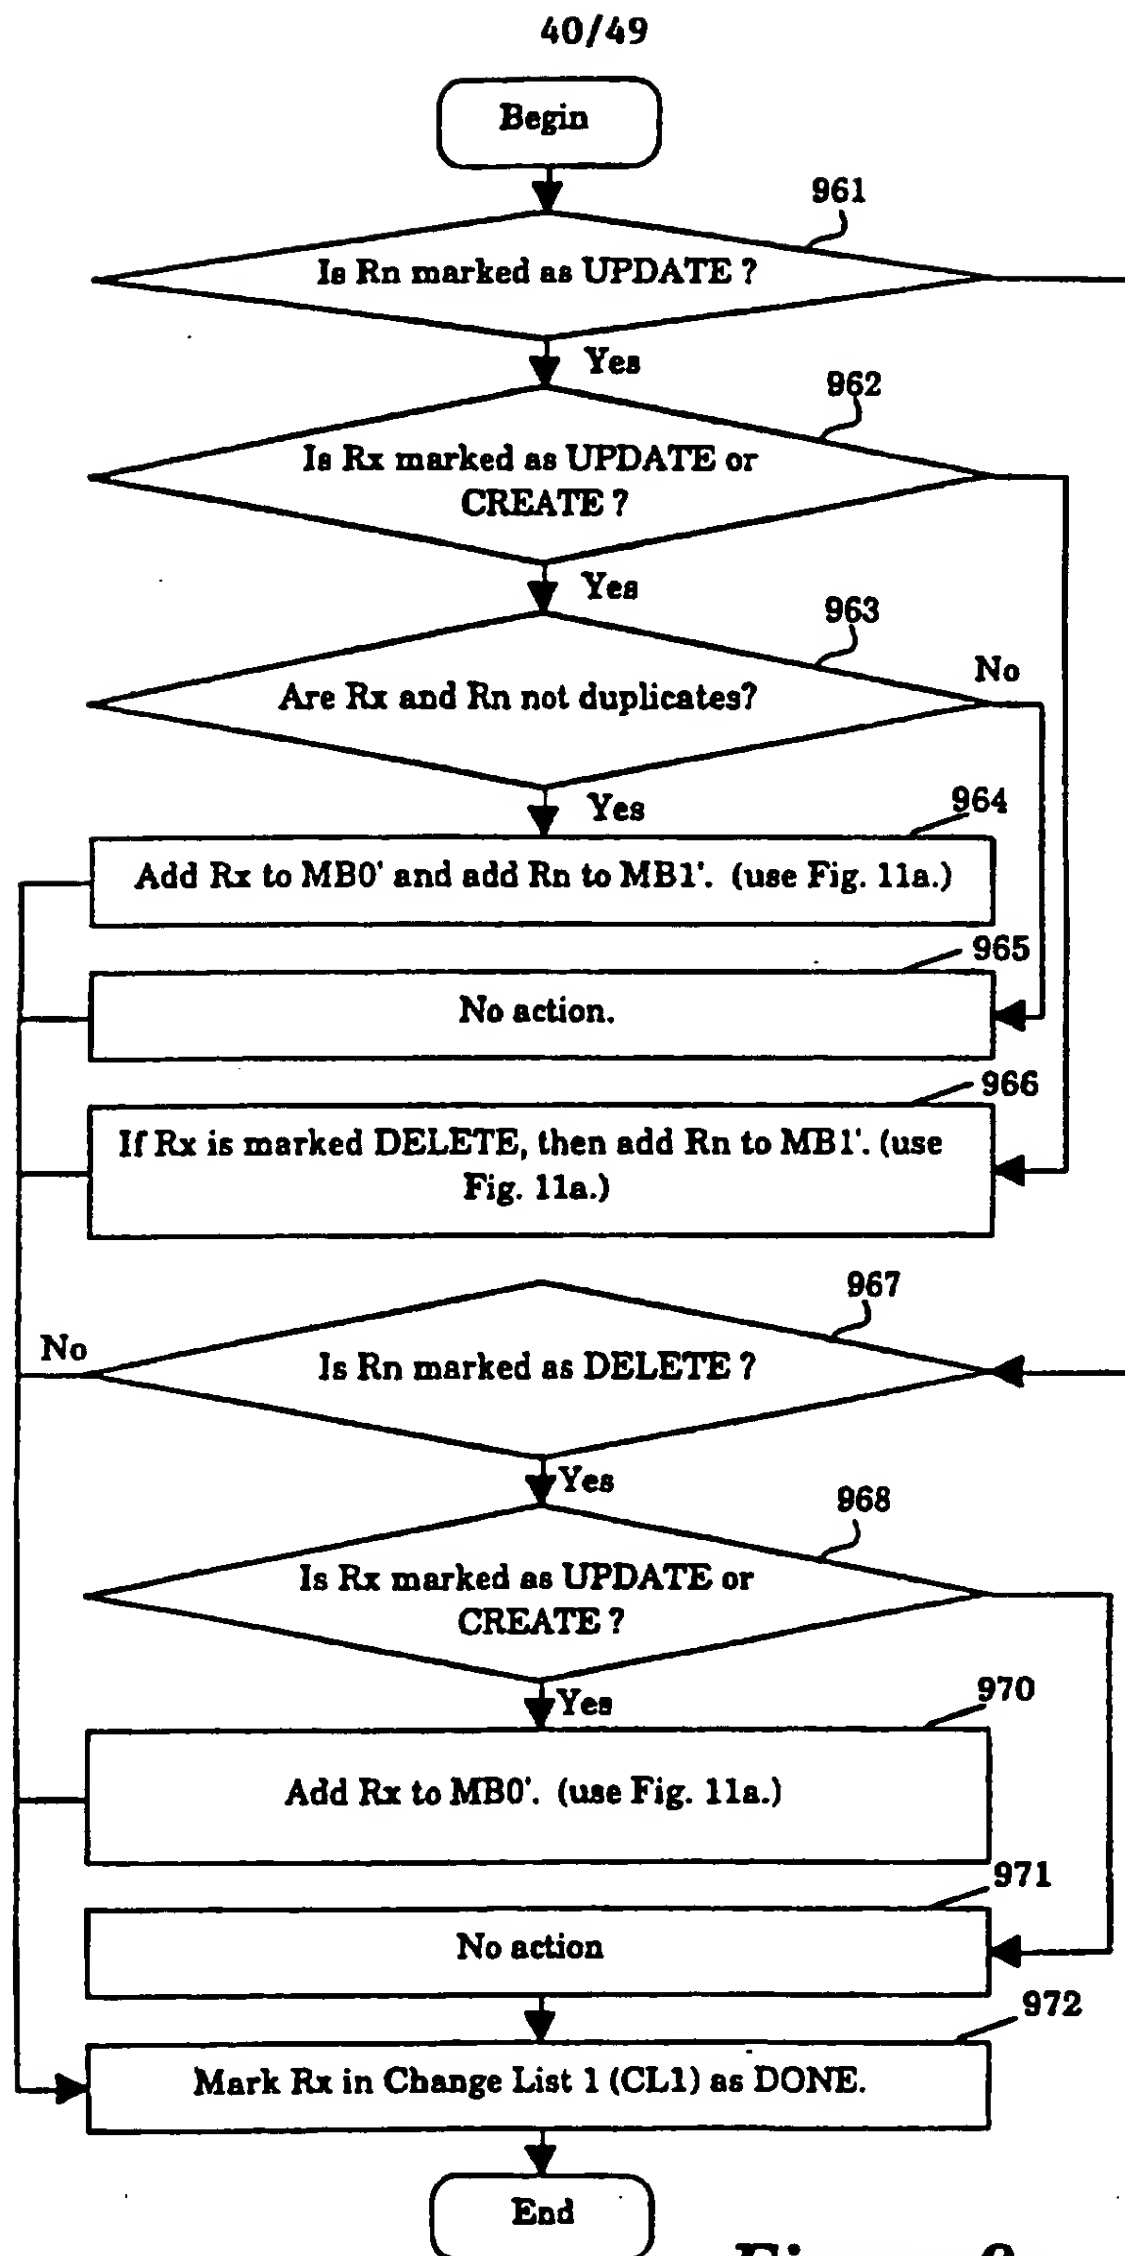 40/49
Begin
961
Is Rn marked as UPDATE ?
Yes
962
Is Rx marked as UPDATE or
CREATE ?
Yes
963
No
Are Rx and Rn not duplicates?
Yes
964
Add Rx to MB0' and add Rn to MB1'. (use Fig. 11a.)
965
No action.
966
If Rx is marked DELETE, then add Rn to MB1'. (use
Fig. 11a.)
967
No
Is Rn marked as DELETE ?
Yes
968
Is Rx marked as UPDATE or
CREATE ?
Yes
970
Add Rx to MB0'. (use Fig. 11a.)
971
No action
972
Mark Rx in Change List 1 (CL1) as DONE.
End